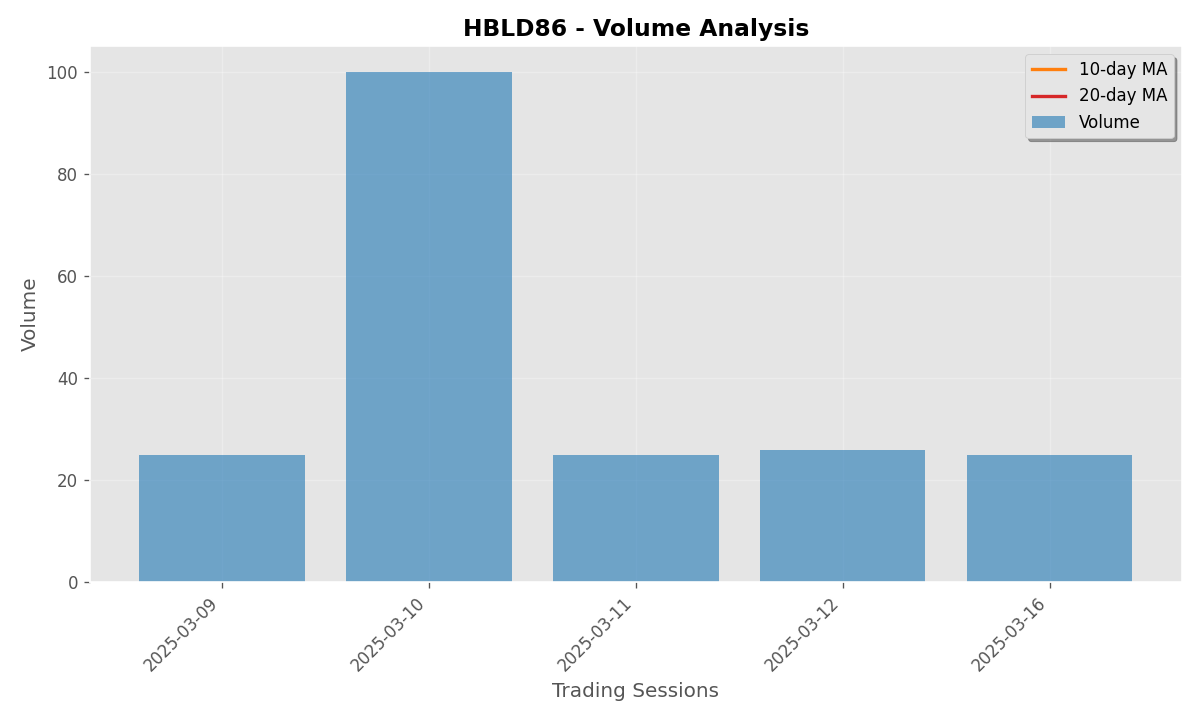 HBLD86 - Volume Analysis
10-day MA
20-day MA
Volume
Volume
100
80
60
40
20
0
2025-03-09
2025-03-10
2025-03-11
2025-03-12
2025-03-16
Trading Sessions